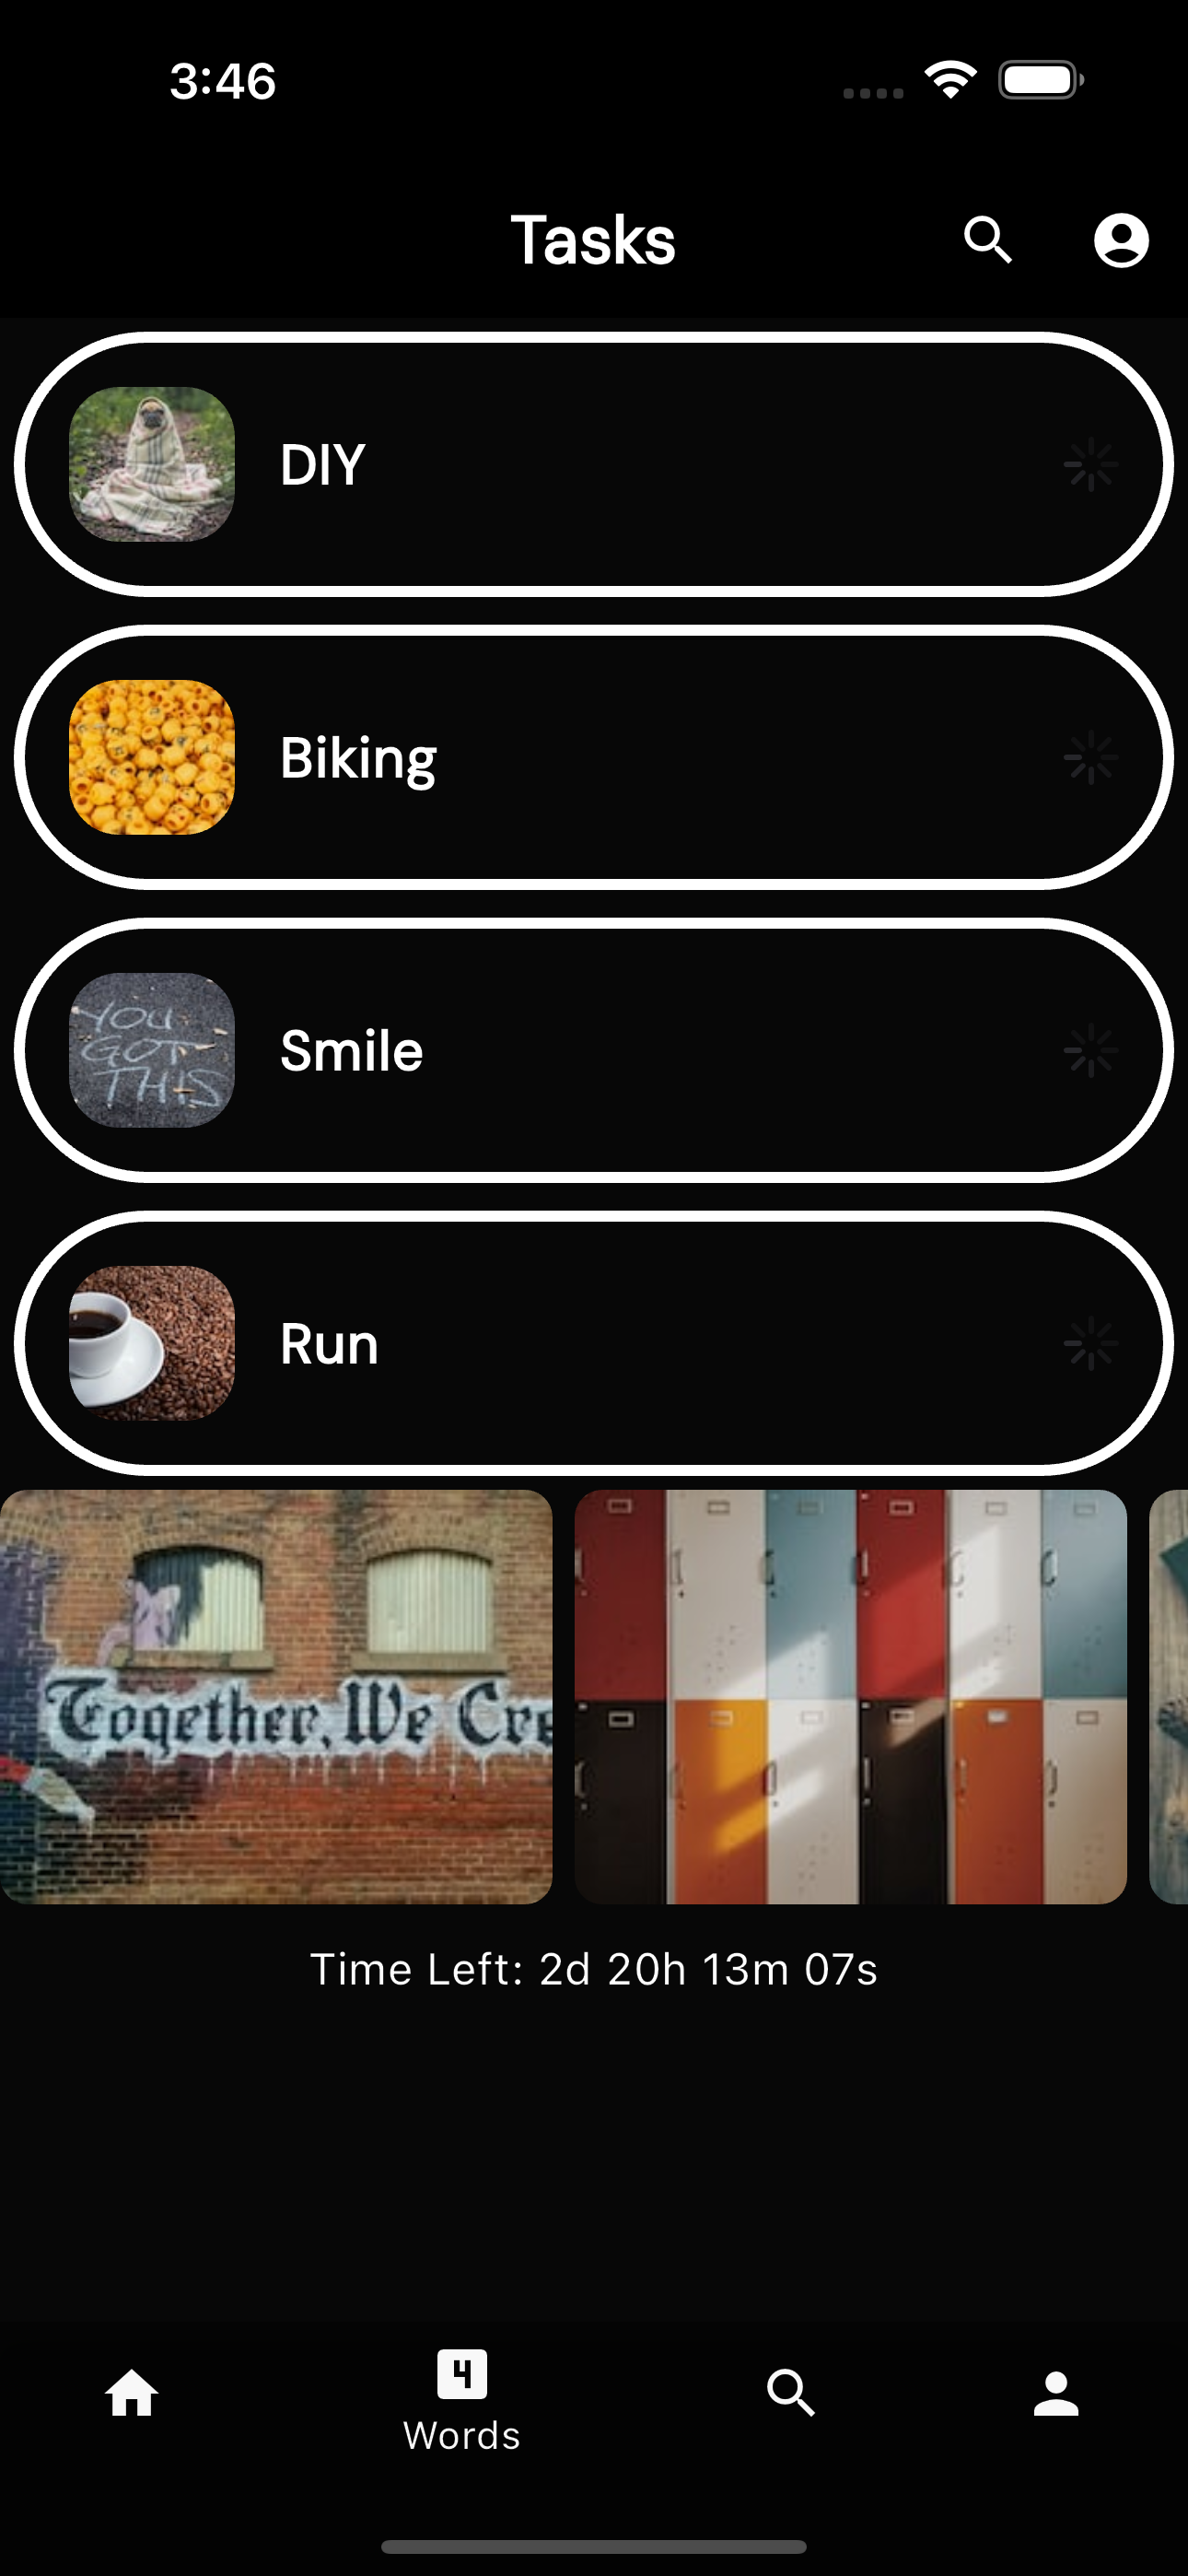 3:46
Tasks
DIY
Biking
YOU
GOT
THIS
Smile
Run
Together, We Cre
Time Left: 2d 20h 13m 07s
4
Words